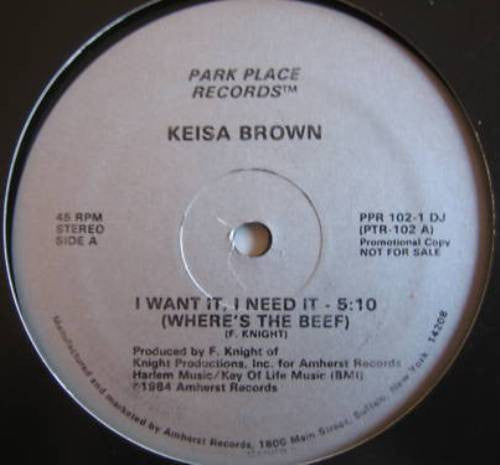 PARK PLACE
RECORDS™
KEISA BROWN
45 RPM
STEREO
SIDE A
PPR 102-1 DJ
(PTR-102 A)
Promotional Copy
NOT FOR SALE
I WANT IT, I NEED IT - 5:10
(WHERE'S THE BEEF)
(F. KNIGHT)
Produced by F. Knight of
Knight Productions, Inc. for Amherst Records
Harlem Music/Key Of Life Music (BMI)
℗1984 Amherst Records
Manufactured and marketed by Amherst Records, 1800 Main Street, Buffalo, New York 14208